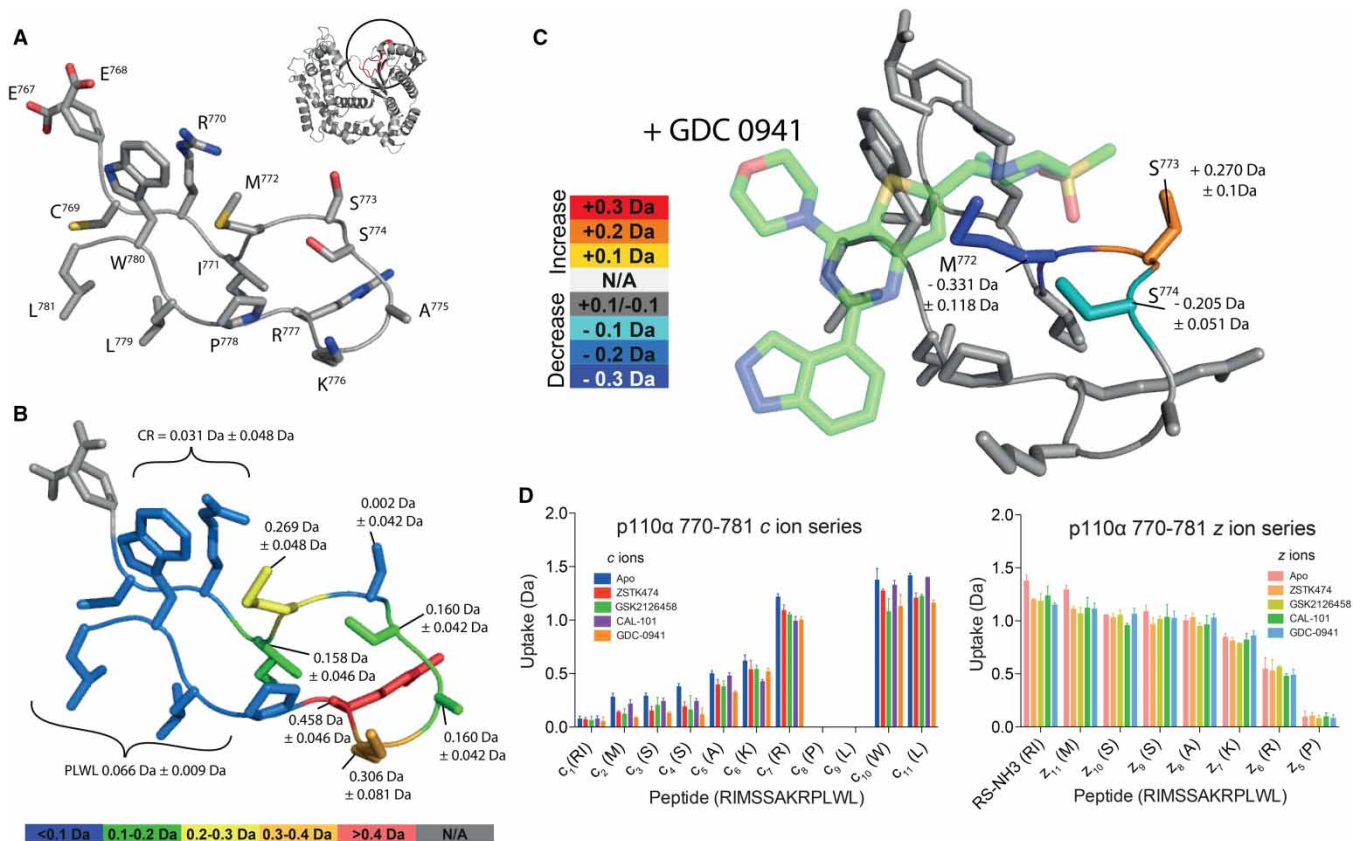 A
E767
E768
R770
M772
S773
S774
C769
W780
I771
A775
L781
L779
P778
R777
K776
B
CR = 0.031 Da ± 0.048 Da
0.002 Da
± 0.042 Da
0.269 Da
± 0.048 Da
0.160 Da
± 0.042 Da
0.158 Da
± 0.046 Da
0.458 Da
± 0.046 Da
0.160 Da
± 0.042 Da
PLWL 0.066 Da ± 0.009 Da
0.306 Da
± 0.081 Da
<0.1 Da 0.1-0.2 Da 0.2-0.3 Da 0.3-0.4 Da >0.4 Da N/A
C
+ GDC 0941
Increase
Decrease
+0.3 Da
+0.2 Da
+0.1 Da
N/A
+0.1/-0.1
- 0.1 Da
- 0.2 Da
- 0.3 Da
S773
+ 0.270 Da
± 0.1Da
M772
- 0.331 Da
± 0.118 Da
S774
- 0.205 Da
± 0.051 Da
D
p110α 770-781 c ion series
c ions
Apo
ZSTK474
GSK2126458
CAL-101
GDC-0941
Uptake (Da)
2.0
1.5
1.0
0.5
0.0
c1 (RI)
c2 (M)
c3 (S)
c4 (S)
c5 (A)
c6 (K)
c7 (R)
c8 (P)
c9 (L)
c10 (W)
c11 (L)
Peptide (RIMSSAKRPLWL)
p110α 770-781 z ion series
z ions
Apo
ZSTK474
GSK2126458
CAL-101
GDC-0941
Uptake (Da)
2.0
1.5
1.0
0.5
0.0
RS-NH3 (RI)
z11 (M)
z10 (S)
z9 (S)
z8 (A)
z7 (K)
z6 (R)
z5 (P)
Peptide (RIMSSAKRPLWL)